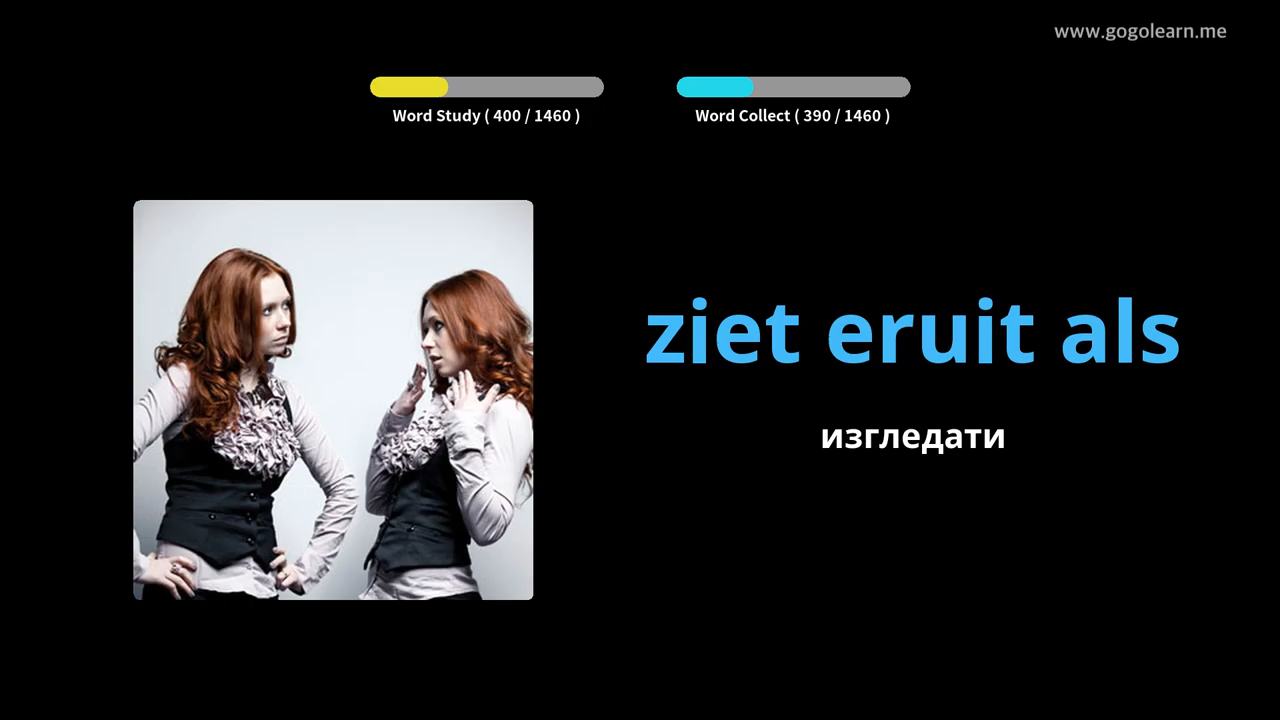 www.gogolearn.me
Word Study ( 400 / 1460 )
Word Collect ( 390 / 1460 )
ziet eruit als
изгледати